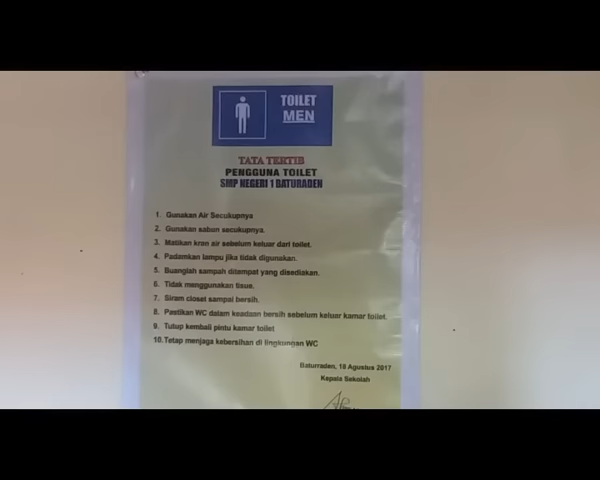 TOILET
MEN
TATA TERTIB
PENGGUNA TOILET
SMP NEGERI 1 BATURADEN
1. Gunakan Air Secukupnya
2. Gunakan sabun secukupnya.
3. Matikan kran air sebelum keluar dari toilet.
4. Padamkan lampu jika tidak digunakan.
5. Buanglah sampah ditempat yang disediakan.
6. Tidak menggunakan tissue.
7. Siram closet sampai bersih.
8. Pastikan WC dalam keadaan bersih sebelum keluar kamar toilet.
9. Tutup kembali pintu kamar toilet
10. Tetap menjaga kebersihan di lingkungan WC
Baturraden, 18 Agustus 2017
Kepala Sekolah